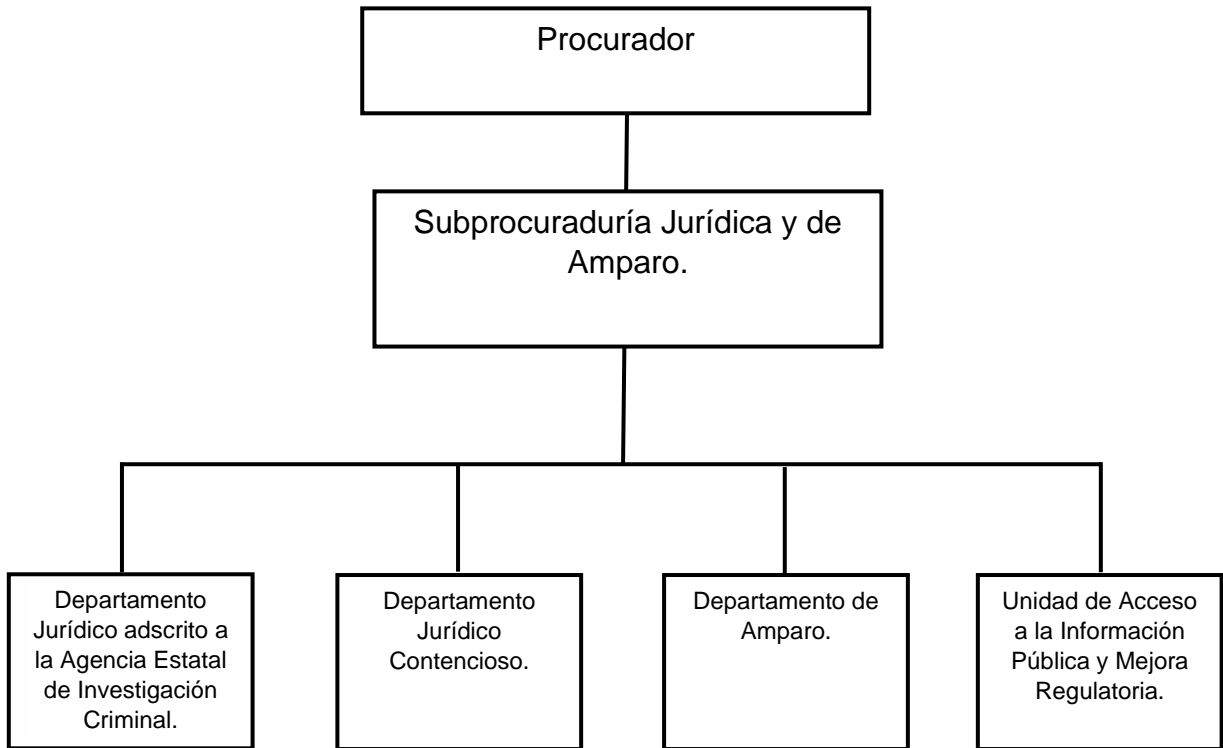 Procurador
Subprocuraduría Jurídica y de
Amparo.
Departamento
Jurídico adscrito a
la Agencia Estatal
de Investigación
Criminal.
Departamento
Jurídico
Contencioso.
Departamento de
Amparo.
Unidad de Acceso
a la Información
Pública y Mejora
Regulatoria.